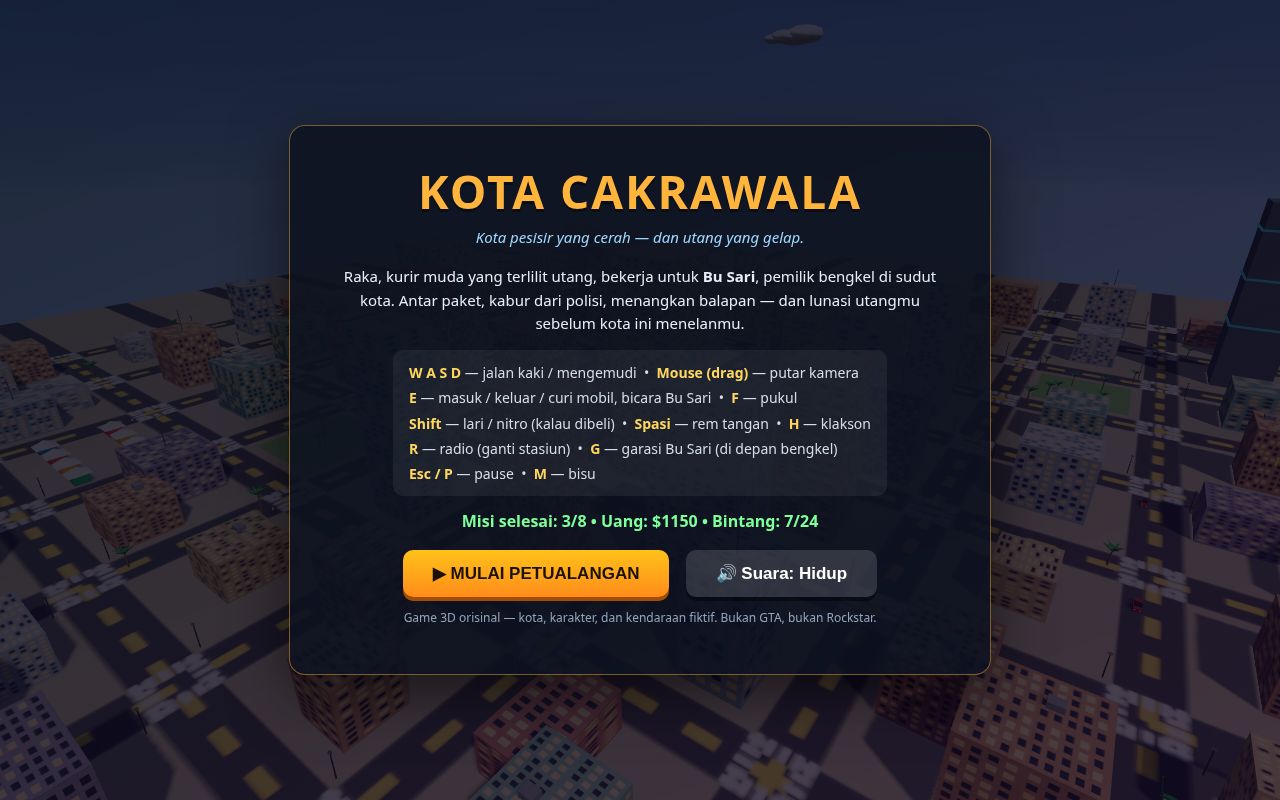 KOTA CAKRAWALA
Kota pesisir yang cerah — dan utang yang gelap.
Raka, kurir muda yang terlilit utang, bekerja untuk Bu Sari, pemilik bengkel di sudut
kota. Antar paket, kabur dari polisi, menangkan balapan — dan lunasi utangmu
sebelum kota ini menelanmu.
W A S D — jalan kaki / mengemudi • Mouse (drag) — putar kamera
E — masuk / keluar / curi mobil, bicara Bu Sari • F — pukul
Shift — lari / nitro (kalau dibeli) • Spasi — rem tangan • H — klakson
R — radio (ganti stasiun) • G — garasi Bu Sari (di depan bengkel)
Esc / P — pause • M — bisu
Misi selesai: 3/8 • Uang: $1150 • Bintang: 7/24
▶ MULAI PETUALANGAN
🔊 Suara: Hidup
Game 3D orisinal — kota, karakter, dan kendaraan fiktif. Bukan GTA, bukan Rockstar.